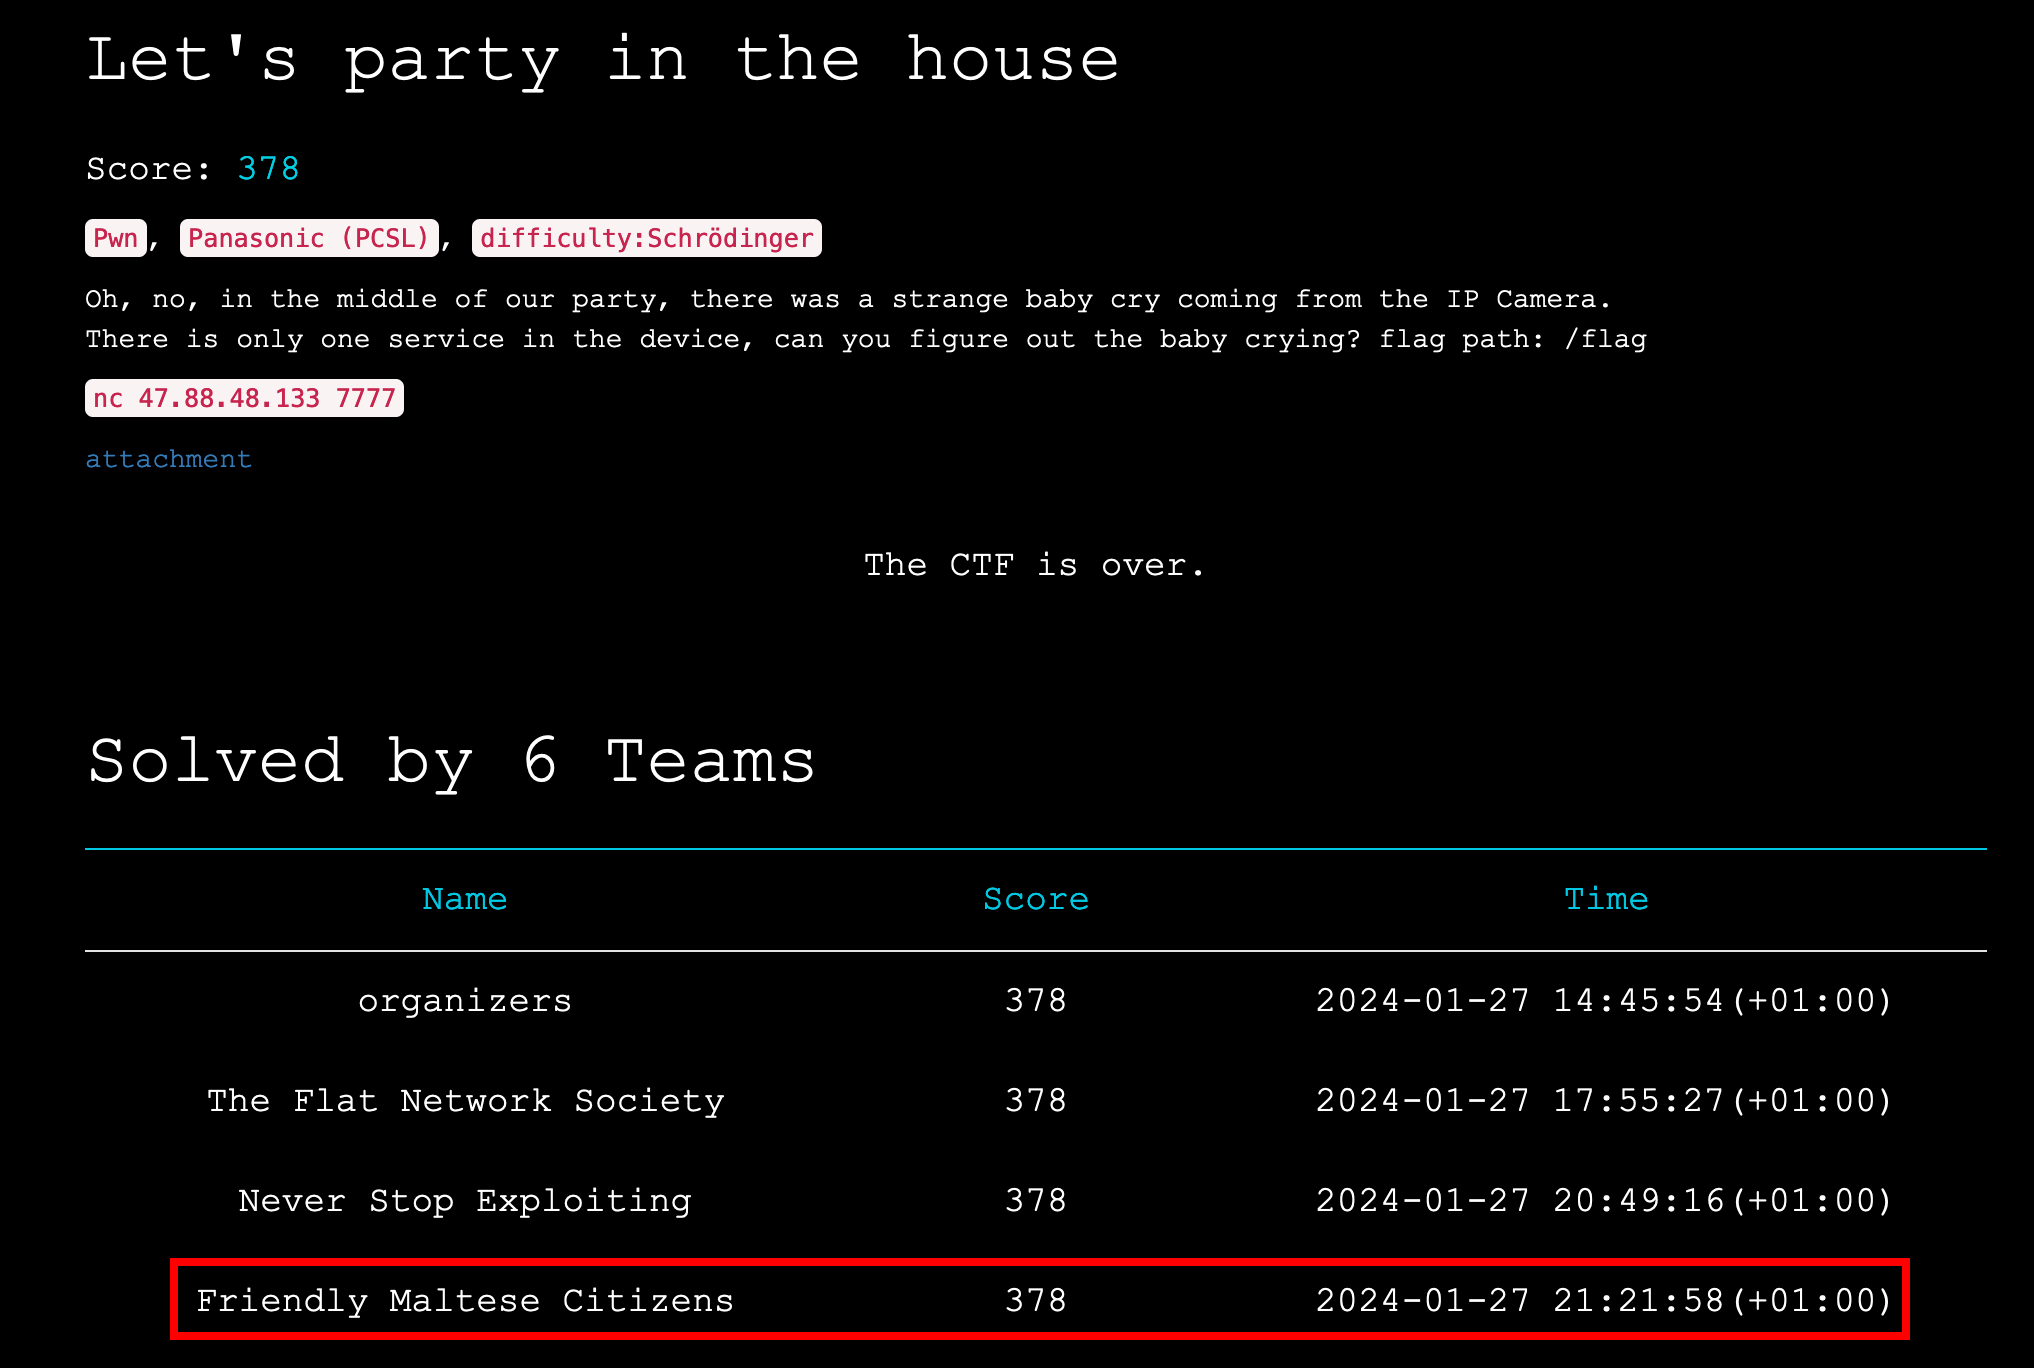 Let's party in the house
Score: 378
Pwn, Panasonic (PCSL), difficulty:Schrödinger
Oh, no, in the middle of our party, there was a strange baby cry coming from the IP Camera.
There is only one service in the device, can you figure out the baby crying? flag path: /flag
nc 47.88.48.133 7777
attachment
The CTF is over.
Solved by 6 Teams
Name Score Time
organizers 378 2024-01-27 14:45:54(+01:00)
The Flat Network Society 378 2024-01-27 17:55:27(+01:00)
Never Stop Exploiting 378 2024-01-27 20:49:16(+01:00)
Friendly Maltese Citizens 378 2024-01-27 21:21:58(+01:00)